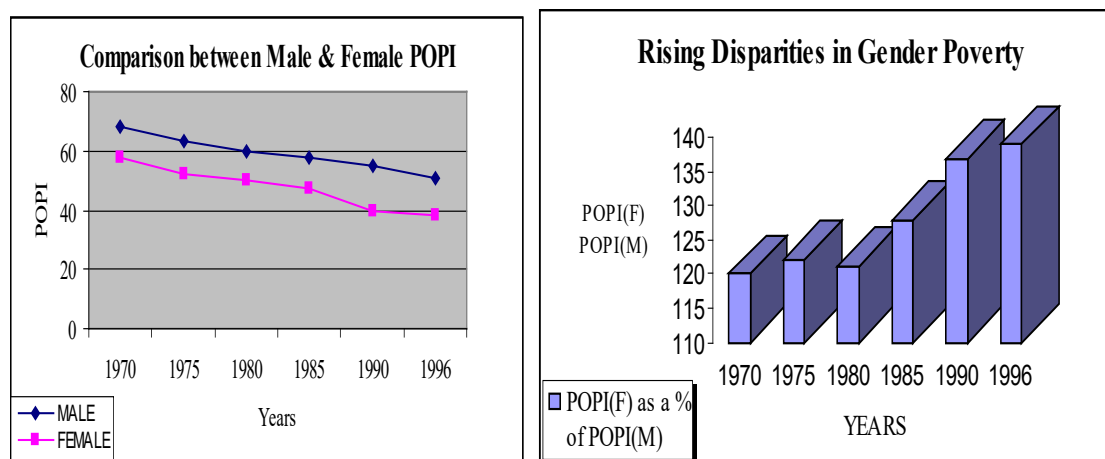 Comparison between Male & Female POPI
80
60
40
20
0
POPI
1970 1975 1980 1985 1990 1996
Years
MALE
FEMALE
Rising Disparities in Gender Poverty
140
135
130
125
120
115
110
POPI(F)
POPI(M)
1970 1975 1980 1985 1990 1996
YEARS
POPI(F) as a %
of POPI(M)